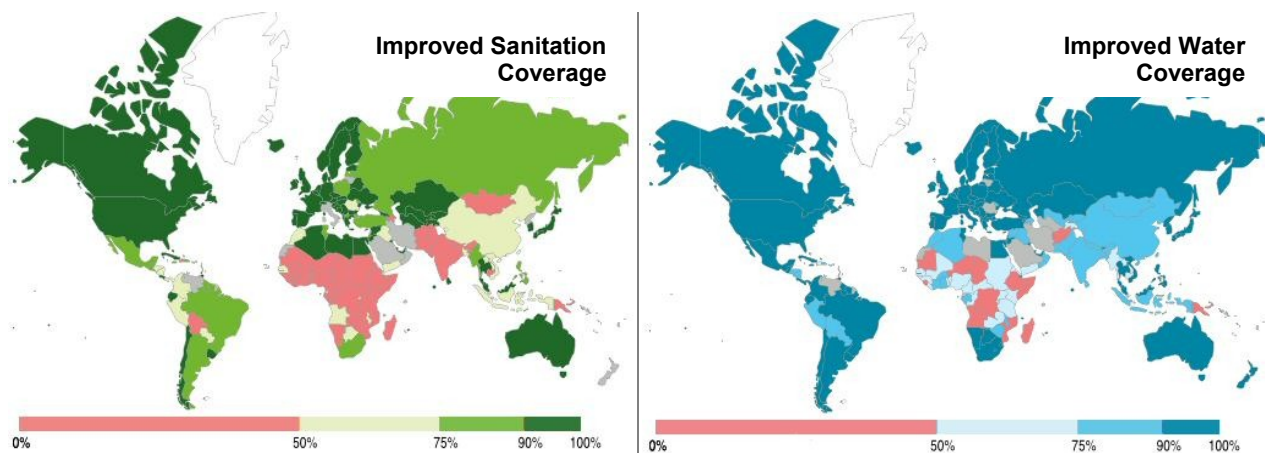 Improved Sanitation
Coverage
0% 50% 75% 90% 100%
Improved Water
Coverage
0% 50% 75% 90% 100%